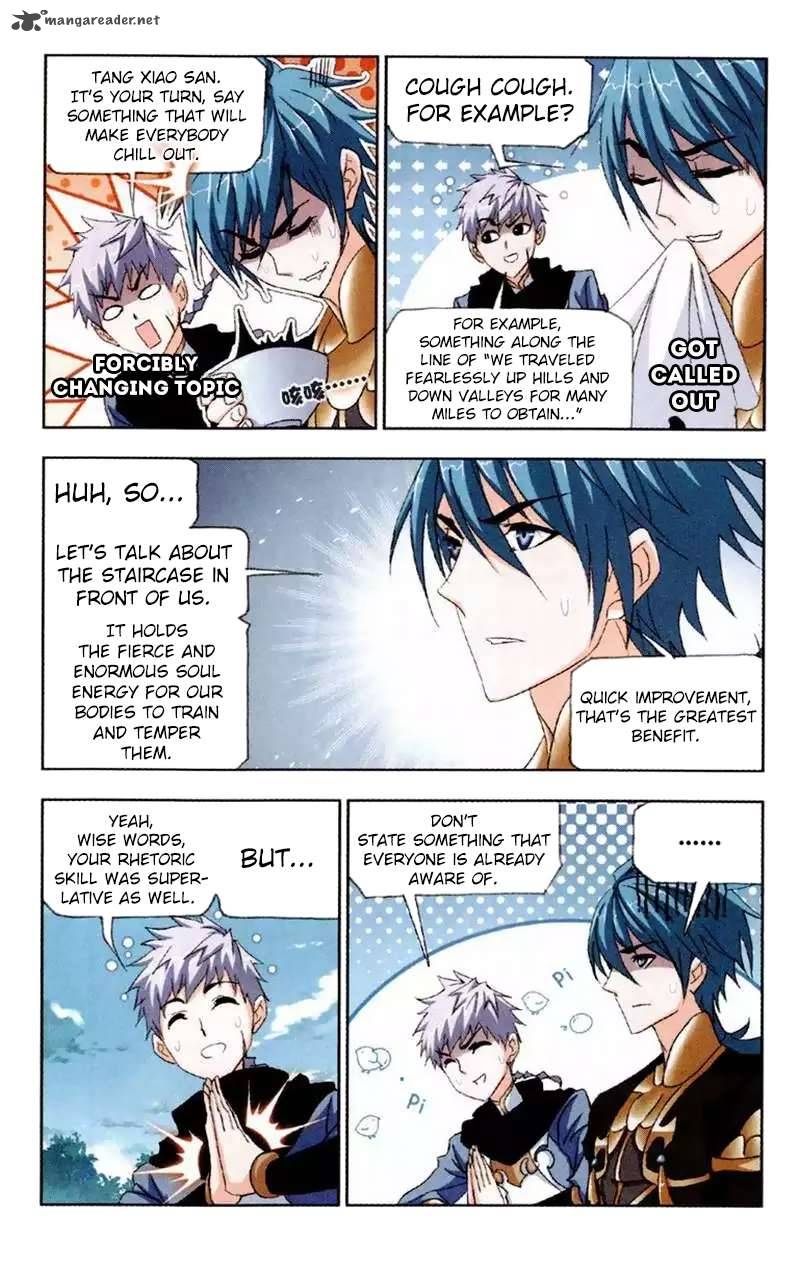 mangareader.net
TANG XIAO SAN.
IT'S YOUR TURN, SAY
SOMETHING THAT WILL
MAKE EVERYBODY
CHILL OUT.
FORCIBLY
CHANGING TOPIC
咳咳......
COUGH COUGH.
FOR EXAMPLE?
FOR EXAMPLE,
SOMETHING ALONG THE
LINE OF "WE TRAVELED
FEARLESSLY UP HILLS AND
DOWN VALLEYS FOR MANY
MILES TO OBTAIN..."
GOT
CALLED
OUT
HUH, SO...
LET'S TALK ABOUT
THE STAIRCASE IN
FRONT OF US.
IT HOLDS
THE FIERCE AND
ENORMOUS SOUL
ENERGY FOR OUR
BODIES TO TRAIN
AND TEMPER
THEM.
QUICK IMPROVEMENT,
THAT'S THE GREATEST
BENEFIT.
YEAH,
WISE WORDS,
YOUR RHETORIC
SKILL WAS SUPER-
LATIVE AS WELL.
BUT...
DON'T
STATE SOMETHING THAT
EVERYONE IS ALREADY
AWARE OF.
......
Pi
Pi